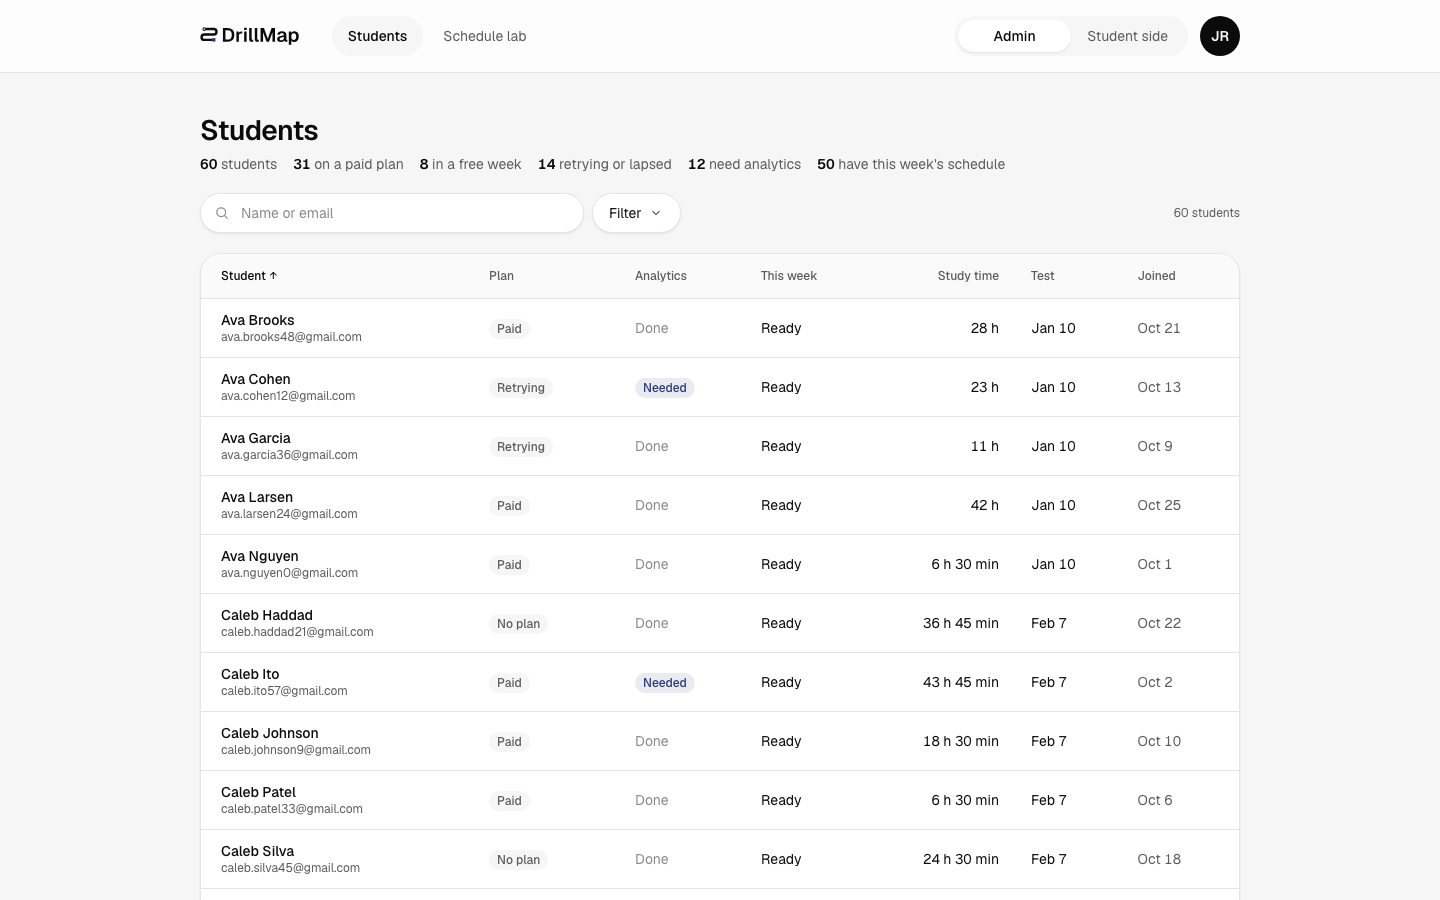 DrillMap Students Schedule lab Admin Student side JR
Students
60 students 31 on a paid plan 8 in a free week 14 retrying or lapsed 12 need analytics 50 have this week's schedule
Name or email Filter 60 students
Student ↑ Plan Analytics This week Study time Test Joined
Ava Brooks
ava.brooks48@gmail.com
Paid Done Ready 28 h Jan 10 Oct 21
Ava Cohen
ava.cohen12@gmail.com
Retrying Needed Ready 23 h Jan 10 Oct 13
Ava Garcia
ava.garcia36@gmail.com
Retrying Done Ready 11 h Jan 10 Oct 9
Ava Larsen
ava.larsen24@gmail.com
Paid Done Ready 42 h Jan 10 Oct 25
Ava Nguyen
ava.nguyen0@gmail.com
Paid Done Ready 6 h 30 min Jan 10 Oct 1
Caleb Haddad
caleb.haddad21@gmail.com
No plan Done Ready 36 h 45 min Feb 7 Oct 22
Caleb Ito
caleb.ito57@gmail.com
Paid Needed Ready 43 h 45 min Feb 7 Oct 2
Caleb Johnson
caleb.johnson9@gmail.com
Paid Done Ready 18 h 30 min Feb 7 Oct 10
Caleb Patel
caleb.patel33@gmail.com
Paid Done Ready 6 h 30 min Feb 7 Oct 6
Caleb Silva
caleb.silva45@gmail.com
No plan Done Ready 24 h 30 min Feb 7 Oct 18